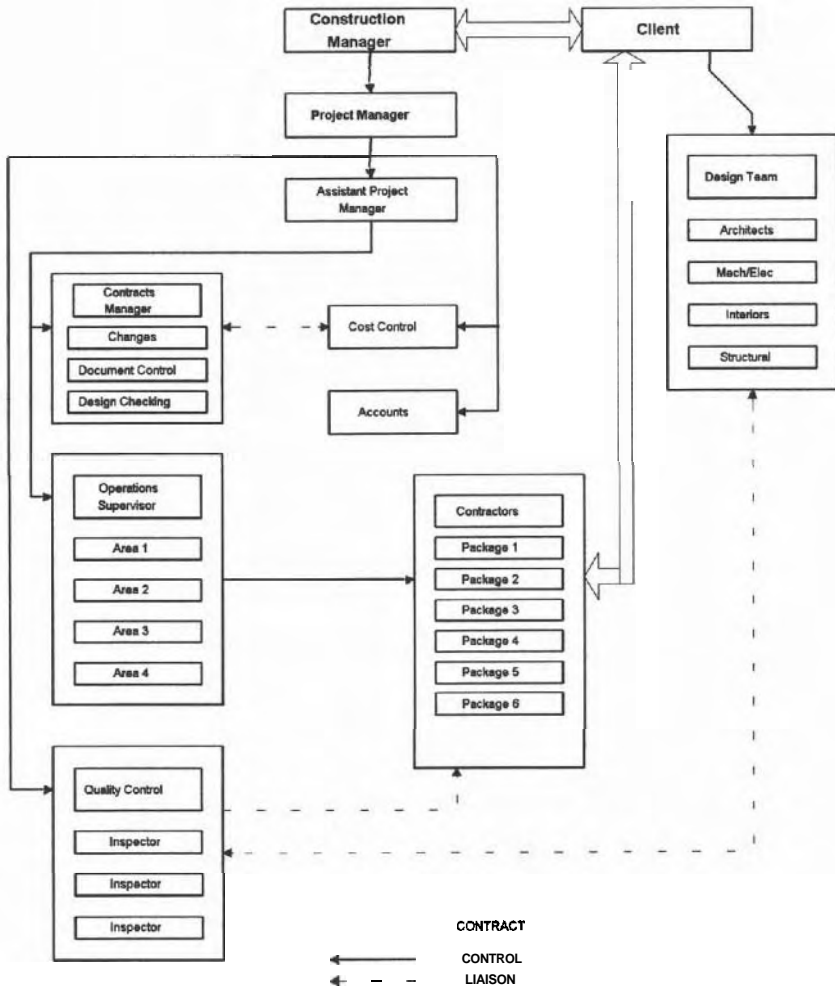 Construction
Manager
Client
Project Manager
Assistant Project
Manager
Design Team
Architects
Mech/Elec
Interiors
Structural
Contracts
Manager
Changes
Document Control
Design Checking
Cost Control
Accounts
Operations
Supervisor
Area 1
Area 2
Area 3
Area 4
Contractors
Package 1
Package 2
Package 3
Package 4
Package 5
Package 6
Quality Control
Inspector
Inspector
Inspector
CONTRACT
CONTROL
LIAISON